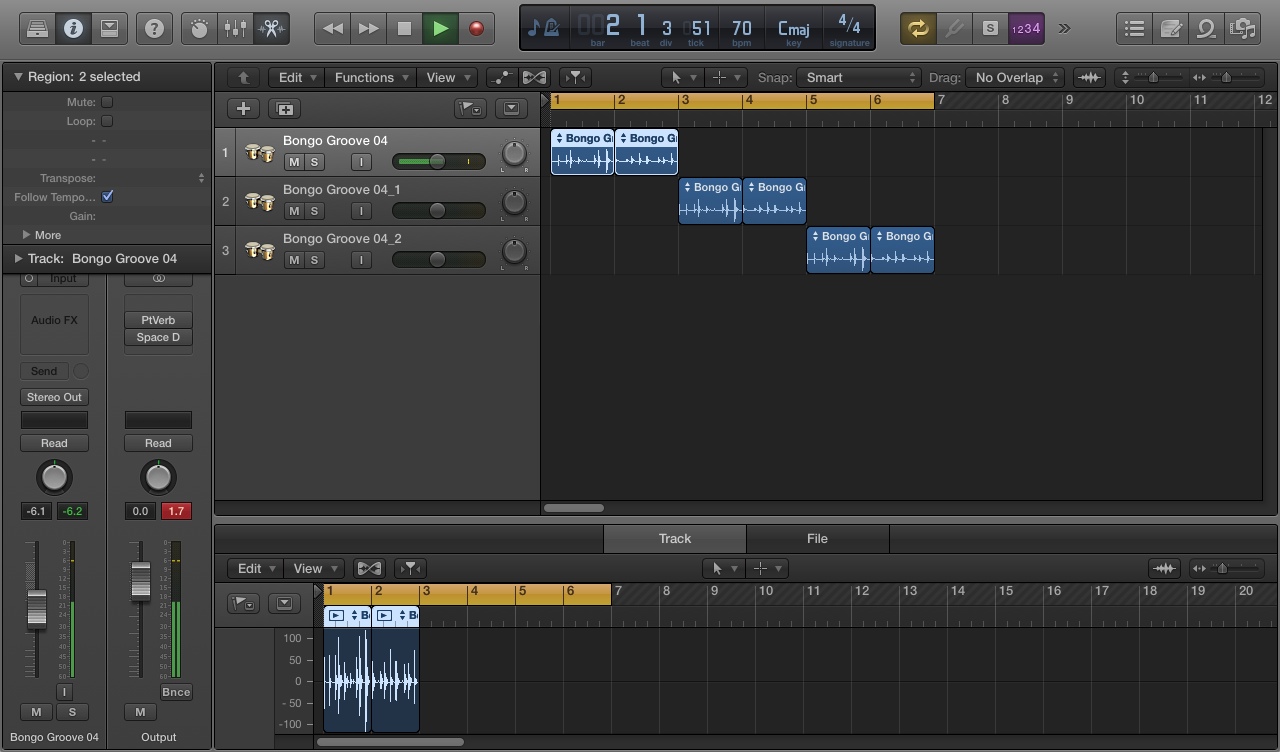 1234
00 2 1 3 051 70 Cmaj 4/4
bar beat div tick bpm key signature
S
Region: 2 selected
Mute:
Loop:
- -
- -
Transpose:
Follow Tempo...
Gain:
More
Track: Bongo Groove 04
Input
Audio FX
PtVerb
Space D
Send
Stereo Out
Read Read
-6.1 -6.2 0.0 1.7
I Bnce
M S M
Bongo Groove 04 Output
Edit Functions View Snap: Smart Drag: No Overlap
1 2 3 4 5 6 7 8 9 10 11 12
1 Bongo Groove 04
M S I L R
Bongo Gr Bongo Gr
2 Bongo Groove 04_1
M S I L R
Bongo G Bongo G
3 Bongo Groove 04_2
M S I L R
Bongo G Bongo G
Track File
Edit View
1 2 3 4 5 6 7 8 9 10 11 12 13 14 15 16 17 18 19 20
B B
100
50
0
- 50
-100